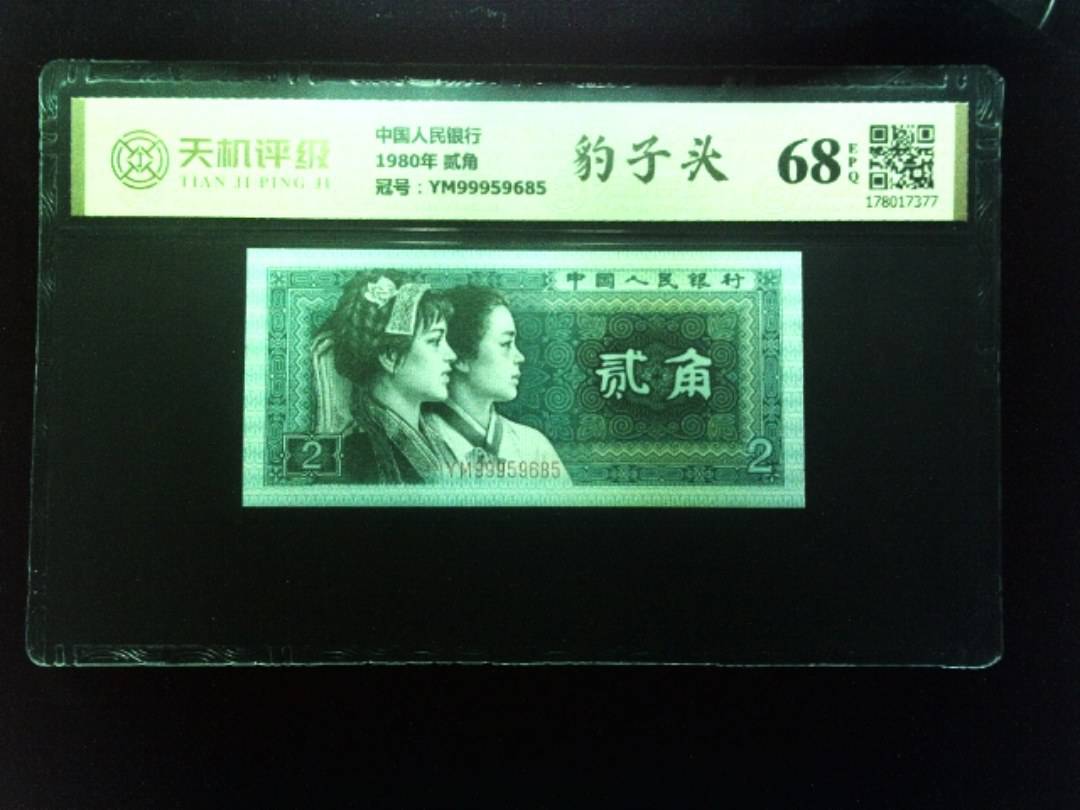 天机评级
TIAN JI PING JI
中国人民银行
1980年 贰角
冠号：YM99959685
豹子头
68
EPQ
178017377
中国人民银行
贰角
2
YM99959685
2